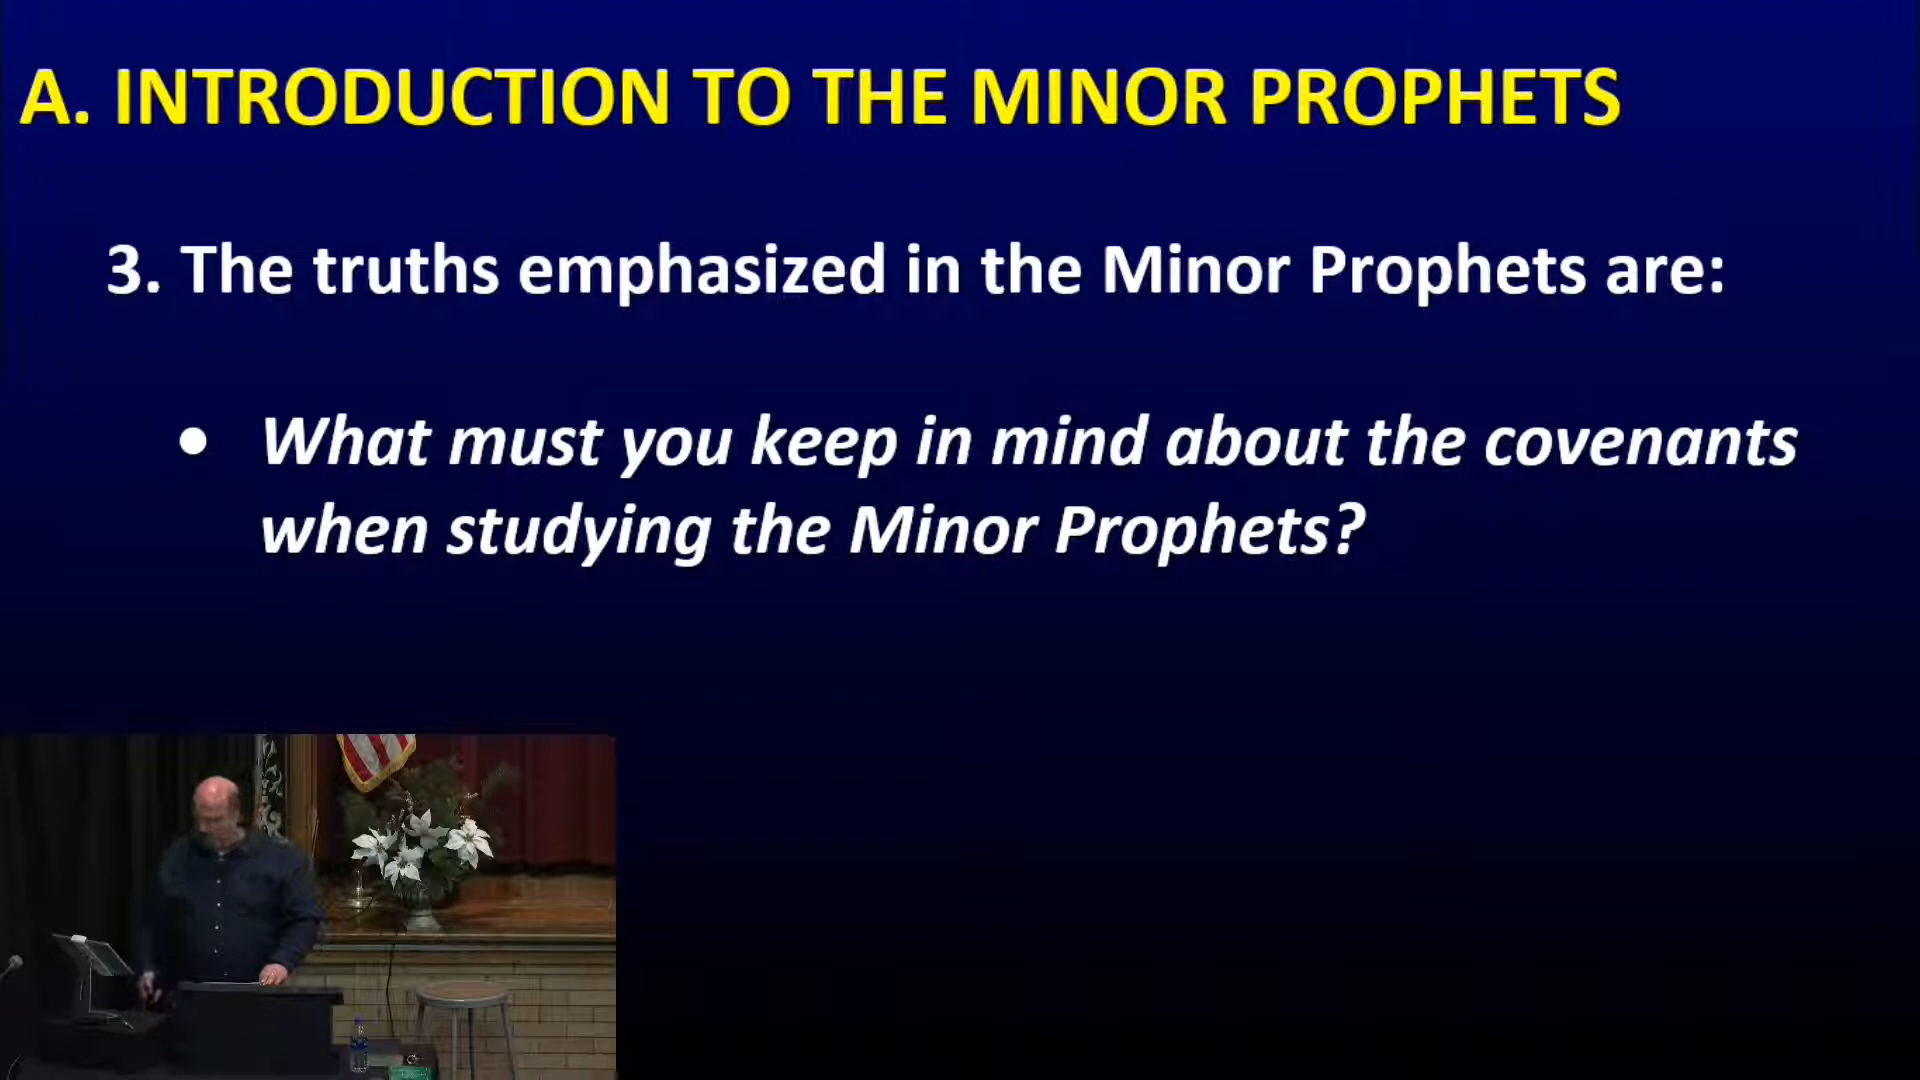 A. INTRODUCTION TO THE MINOR PROPHETS
3. The truths emphasized in the Minor Prophets are:
• What must you keep in mind about the covenants
when studying the Minor Prophets?